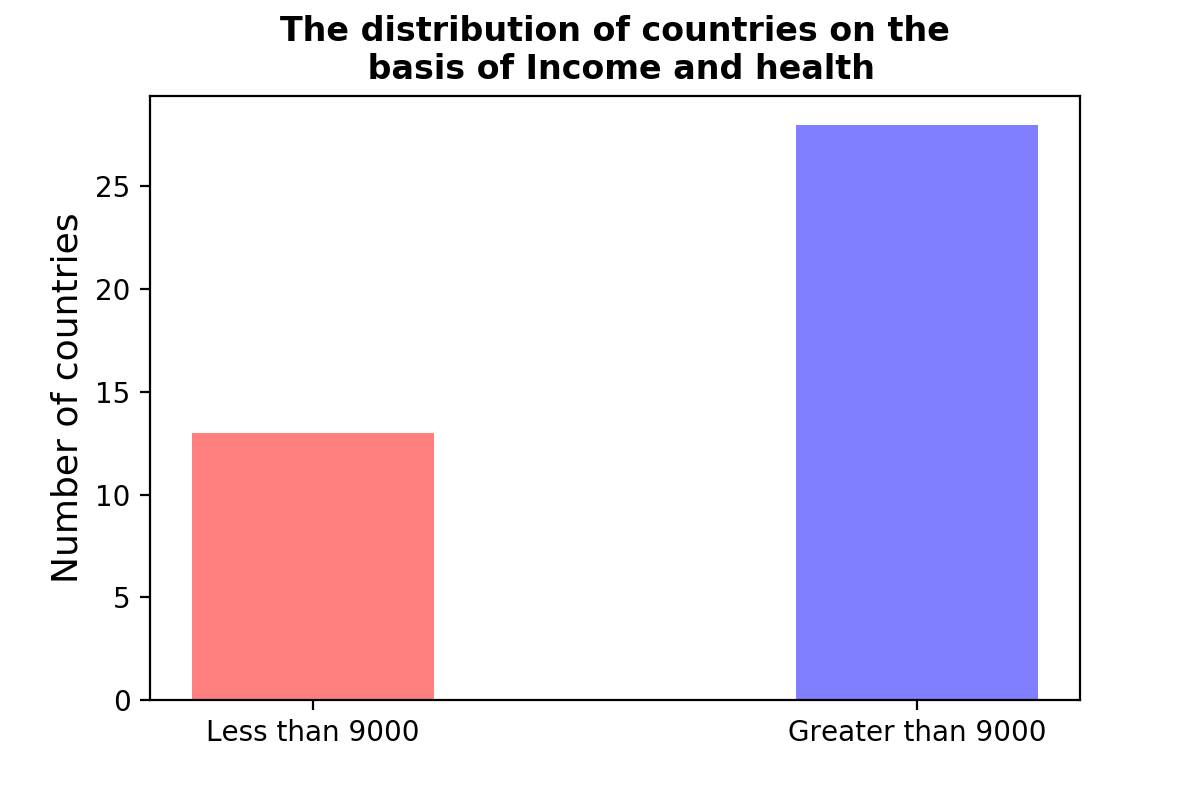 The distribution of countries on the
basis of Income and health
Number of countries
25
20
15
10
5
0
Less than 9000
Greater than 9000